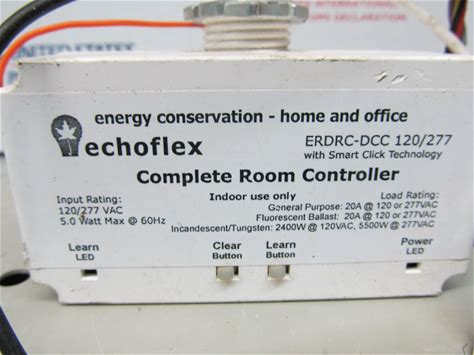 UNITED STATES
INTERNATIONAL
energy conservation - home and office
echoflex
ERDRC-DCC 120/277
with Smart Click Technology
Complete Room Controller
Indoor use only
Input Rating:
120/277 VAC
5.0 Watt Max @ 60Hz
Load Rating:
General Purpose: 20A @ 120 or 277VAC
Fluorescent Ballast: 20A @ 120 or 277VAC
Incandescent/Tungsten: 2400W @ 120VAC, 5500W @ 277VAC
Learn
LED
Clear
Button
Learn
Button
Power
LED